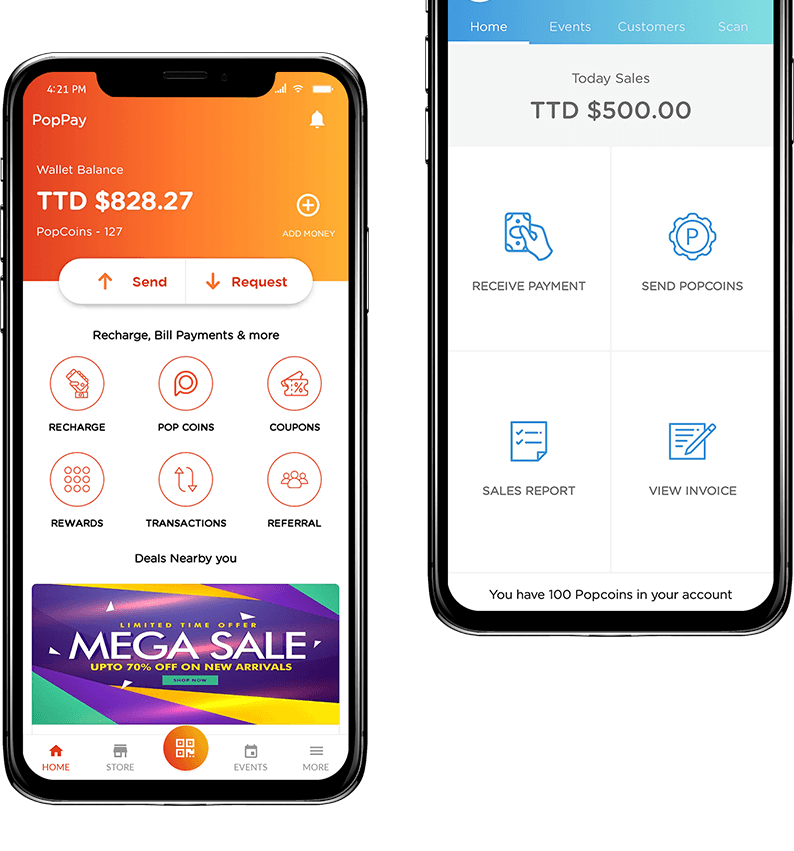 4:21 PM
PopPay
Wallet Balance
TTD $828.27
PopCoins - 127
ADD MONEY
Send
Request
Recharge, Bill Payments & more
RECHARGE
POP COINS
COUPONS
REWARDS
TRANSACTIONS
REFERRAL
Deals Nearby you
LIMITED TIME OFFER
MEGA SALE
UPTO 70% OFF ON NEW ARRIVALS
SHOP NOW
HOME
STORE
EVENTS
MORE
Home
Events
Customers
Scan
Today Sales
TTD $500.00
P
RECEIVE PAYMENT
SEND POPCOINS
SALES REPORT
VIEW INVOICE
You have 100 Popcoins in your account